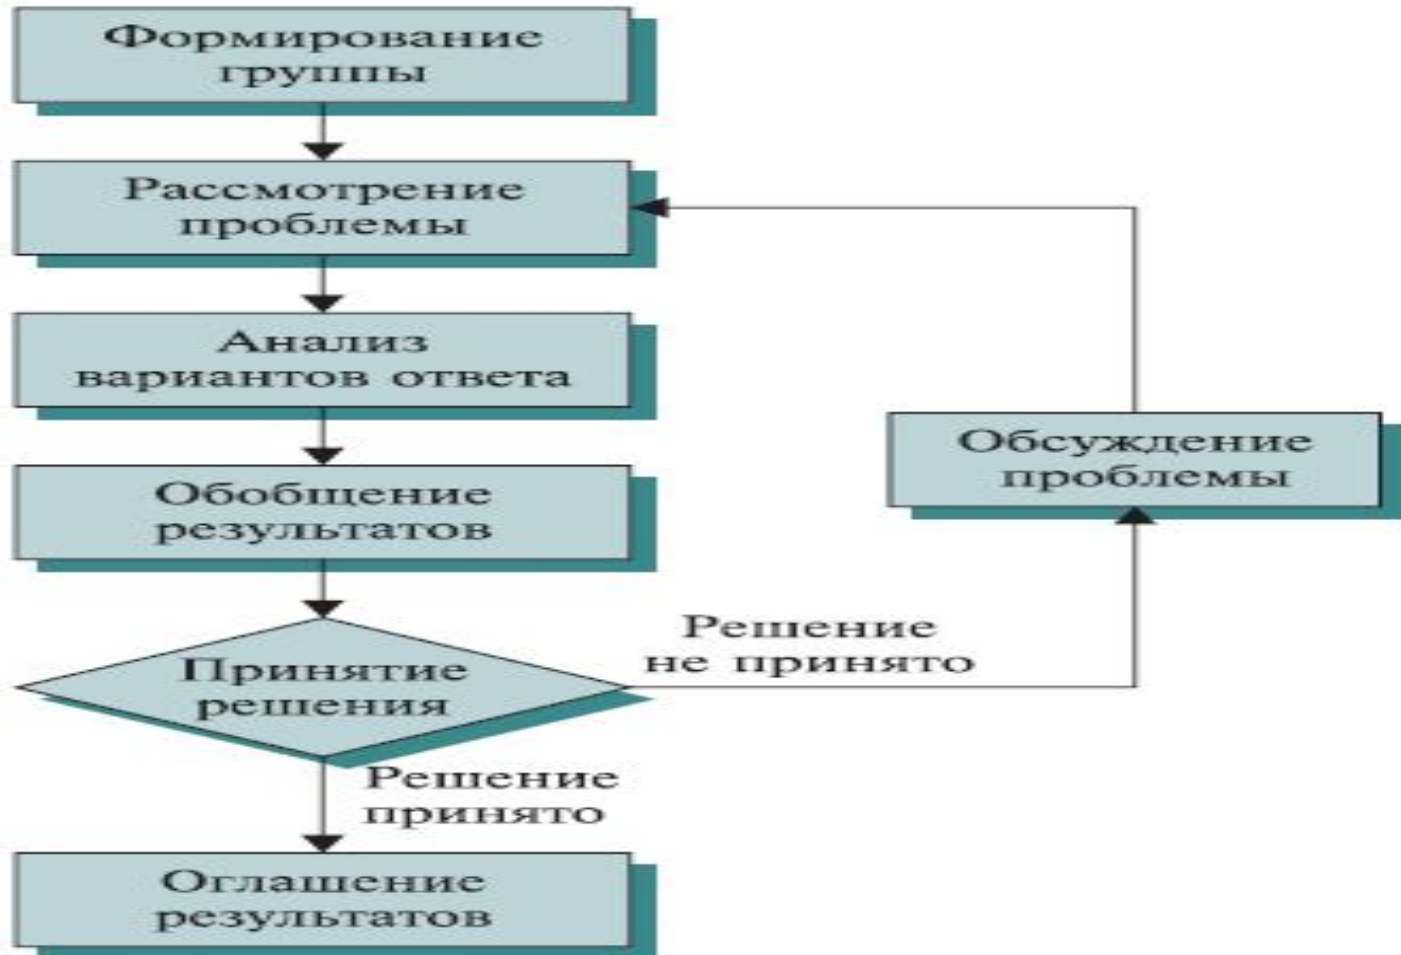 Формирование
группы
Рассмотрение
проблемы
Анализ
вариантов ответа
Обобщение
результатов
Обсуждение
проблемы
Принятие
решения
Решение
не принято
Решение
принято
Оглашение
результатов